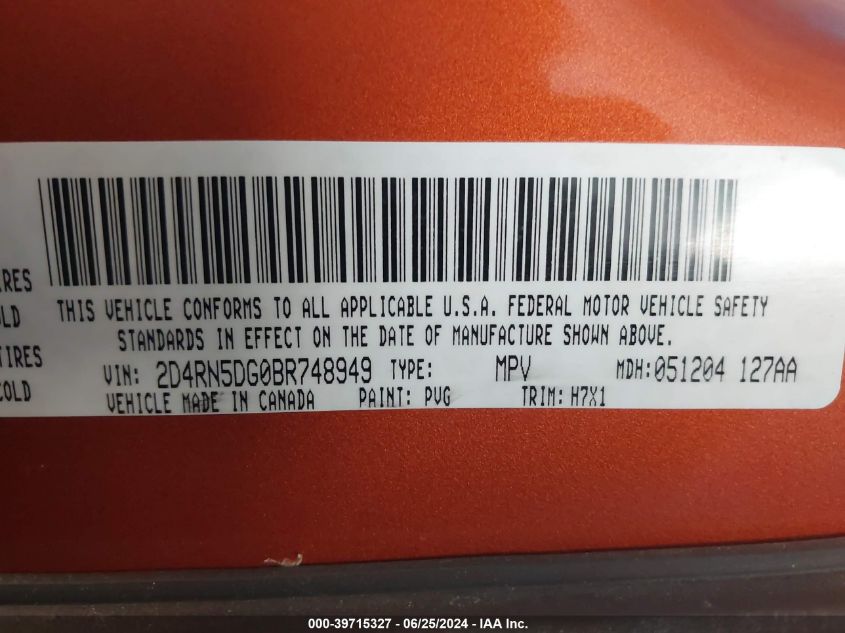 IRES
OLD
THIS VEHICLE CONFORMS TO ALL APPLICABLE U.S.A. FEDERAL MOTOR VEHICLE SAFETY
STANDARDS IN EFFECT ON THE DATE OF MANUFACTURE SHOWN ABOVE.
TIRES
COLD
VIN: 2D4RN5DG0BR748949 TYPE: MPV MDH:051204 127AA
VEHICLE MADE IN CANADA PAINT: PVG TRIM: H7X1
000-39715327 - 06/25/2024 - IAA Inc.